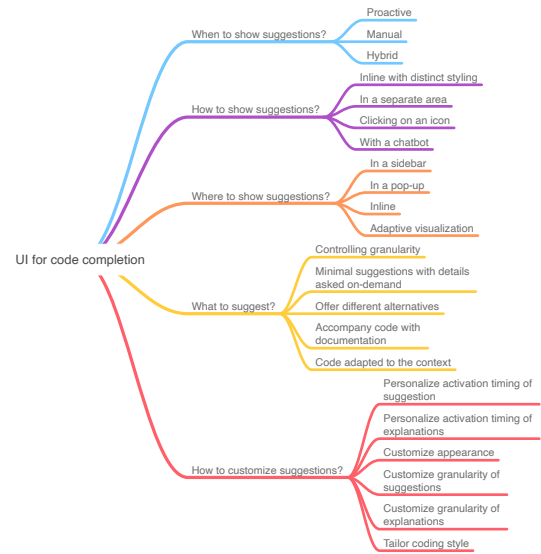 UI for code completion
When to show suggestions?
Proactive
Manual
Hybrid
How to show suggestions?
Inline with distinct styling
In a separate area
Clicking on an icon
With a chatbot
Where to show suggestions?
In a sidebar
In a pop-up
Inline
Adaptive visualization
What to suggest?
Controlling granularity
Minimal suggestions with details
asked on-demand
Offer different alternatives
Accompany code with
documentation
Code adapted to the context
How to customize suggestions?
Personalize activation timing of
suggestion
Personalize activation timing of
explanations
Customize appearance
Customize granularity of
suggestions
Customize granularity of
explanations
Tailor coding style